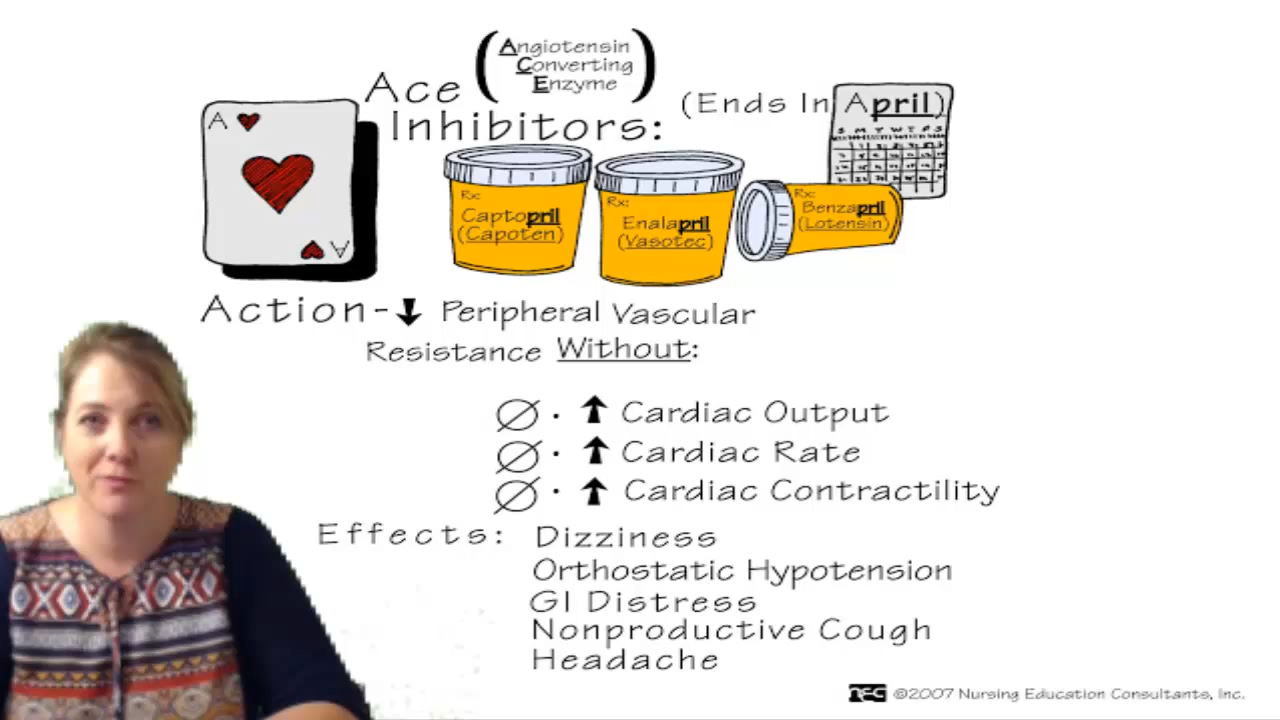 Angiotensin
Converting
Enzyme
Ace
Inhibitors:
(Ends In April)
S M T W T F S
A
A
Rx:
Captopril
(Capoten)
Rx:
Enalapril
(Vasotec)
Rx:
Benzapril
(Lotensin)
Action-⬇ Peripheral Vascular
Resistance Without:
∅ · ⬆ Cardiac Output
∅ · ⬆ Cardiac Rate
∅ · ⬆ Cardiac Contractility
Effects: Dizziness
Orthostatic Hypotension
GI Distress
Nonproductive Cough
Headache
NEC ©2007 Nursing Education Consultants, Inc.